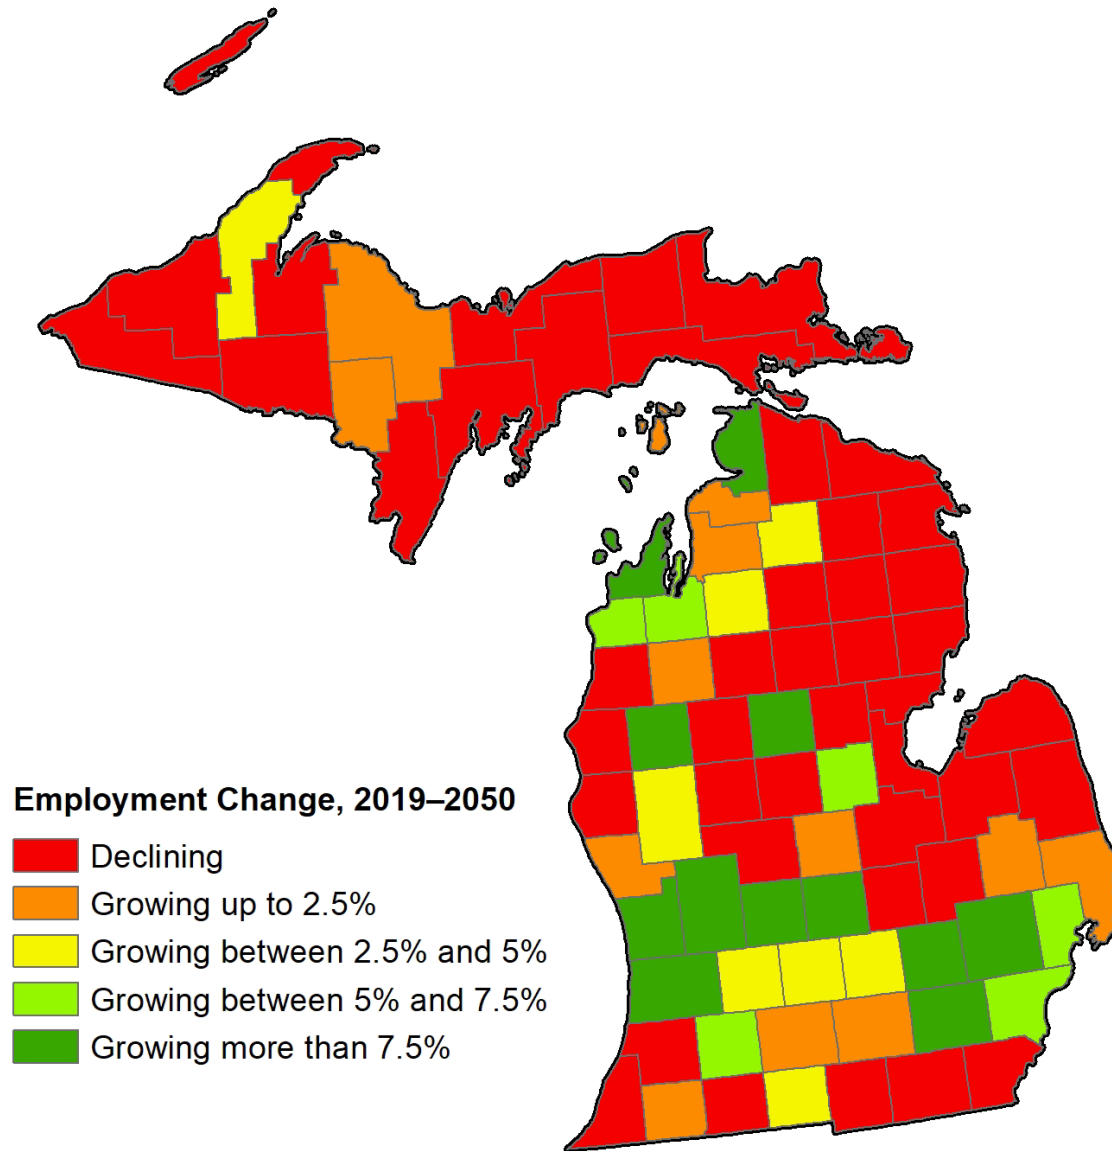 Employment Change, 2019–2050
Declining
Growing up to 2.5%
Growing between 2.5% and 5%
Growing between 5% and 7.5%
Growing more than 7.5%